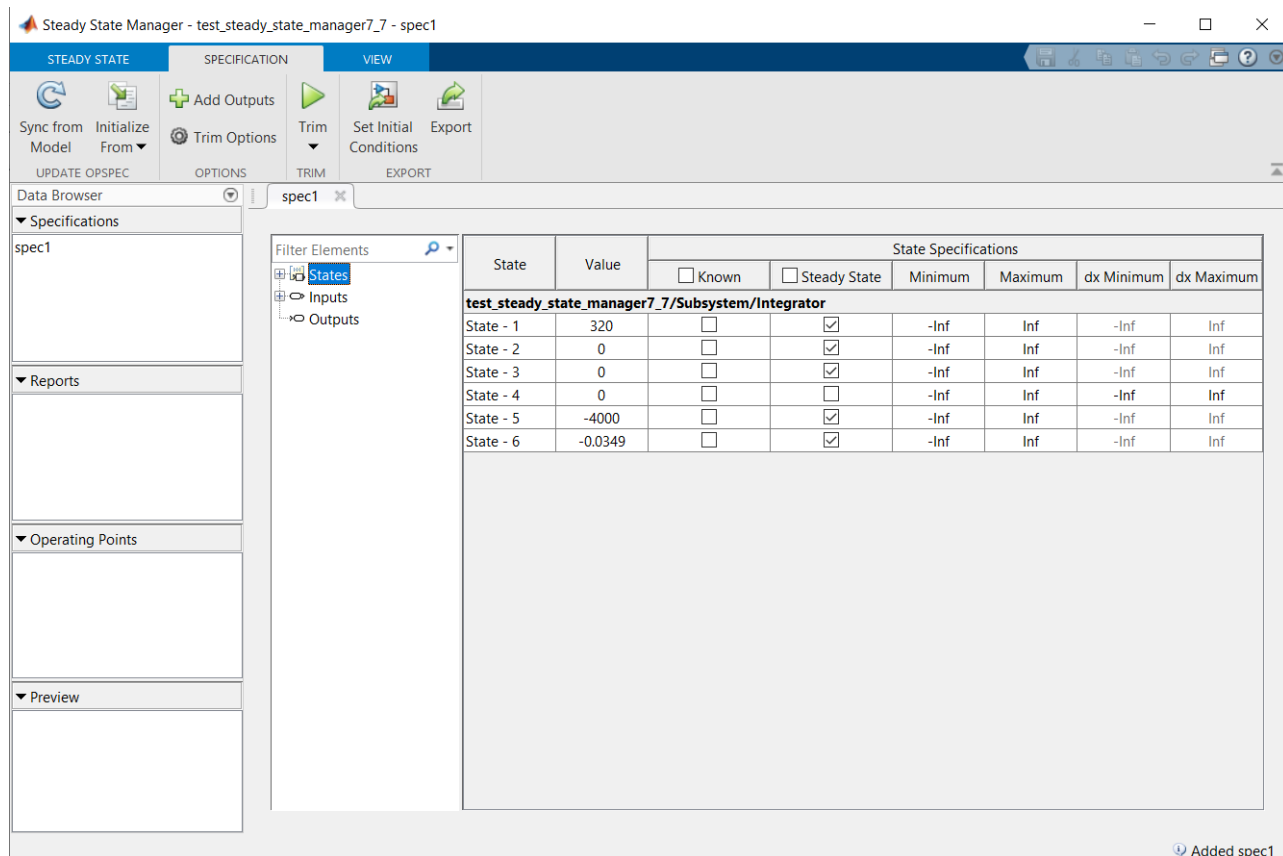 Steady State Manager - test_steady_state_manager7_7 - spec1
STEADY STATE SPECIFICATION VIEW
Sync from Model Initialize From Add Outputs Trim Options Trim Set Initial Conditions Export
UPDATE OPSPEC OPTIONS TRIM EXPORT
Data Browser
Specifications
spec1
Reports
Operating Points
Preview
spec1
Filter Elements
States
Inputs
Outputs
State Value State Specifications
Known Steady State Minimum Maximum dx Minimum dx Maximum
test_steady_state_manager7_7/Subsystem/Integrator
State - 1 320 -Inf Inf -Inf Inf
State - 2 0 -Inf Inf -Inf Inf
State - 3 0 -Inf Inf -Inf Inf
State - 4 0 -Inf Inf -Inf Inf
State - 5 -4000 -Inf Inf -Inf Inf
State - 6 -0.0349 -Inf Inf -Inf Inf
Added spec1